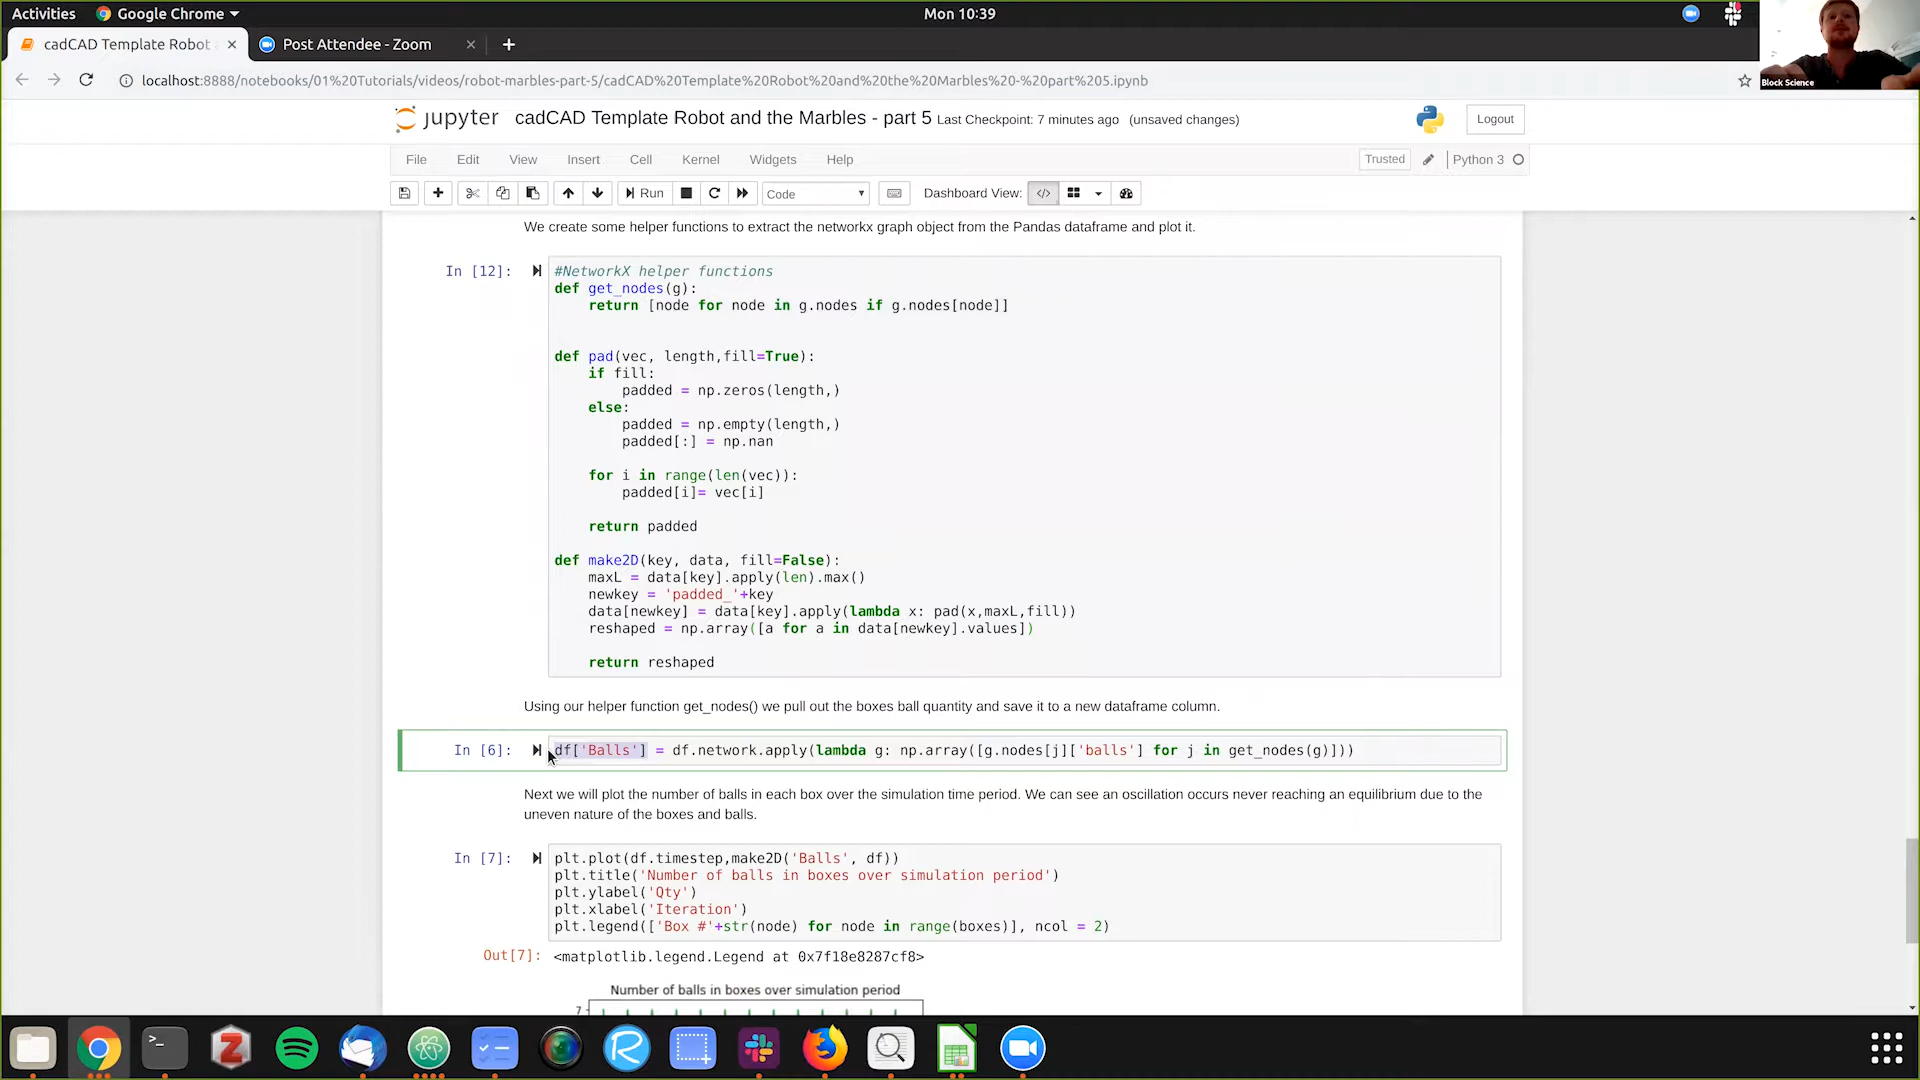 Activities Google Chrome Mon 10:39
cadCAD Template Robot Post Attendee - Zoom
localhost:8888/notebooks/01%20Tutorials/videos/robot-marbles-part-5/cadCAD%20Template%20Robot%20and%20the%20Marbles%20-%20part%205.ipynb
Block Science
jupyter cadCAD Template Robot and the Marbles - part 5 Last Checkpoint: 7 minutes ago (unsaved changes) Logout
File Edit View Insert Cell Kernel Widgets Help Trusted Python 3
Run Code Dashboard View:
We create some helper functions to extract the networkx graph object from the Pandas dataframe and plot it.
In [12]: #NetworkX helper functions
def get_nodes(g):
return [node for node in g.nodes if g.nodes[node]]
def pad(vec, length,fill=True):
if fill:
padded = np.zeros(length,)
else:
padded = np.empty(length,)
padded[:] = np.nan
for i in range(len(vec)):
padded[i]= vec[i]
return padded
def make2D(key, data, fill=False):
maxL = data[key].apply(len).max()
newkey = 'padded_'+key
data[newkey] = data[key].apply(lambda x: pad(x,maxL,fill))
reshaped = np.array([a for a in data[newkey].values])
return reshaped
Using our helper function get_nodes() we pull out the boxes ball quantity and save it to a new dataframe column.
In [6]: df['Balls'] = df.network.apply(lambda g: np.array([g.nodes[j]['balls'] for j in get_nodes(g)]))
Next we will plot the number of balls in each box over the simulation time period. We can see an oscillation occurs never reaching an equilibrium due to the
uneven nature of the boxes and balls.
In [7]: plt.plot(df.timestep,make2D('Balls', df))
plt.title('Number of balls in boxes over simulation period')
plt.ylabel('Qty')
plt.xlabel('Iteration')
plt.legend(['Box #'+str(node) for node in range(boxes)], ncol = 2)
Out[7]: <matplotlib.legend.Legend at 0x7f18e8287cf8>
Number of balls in boxes over simulation period
7